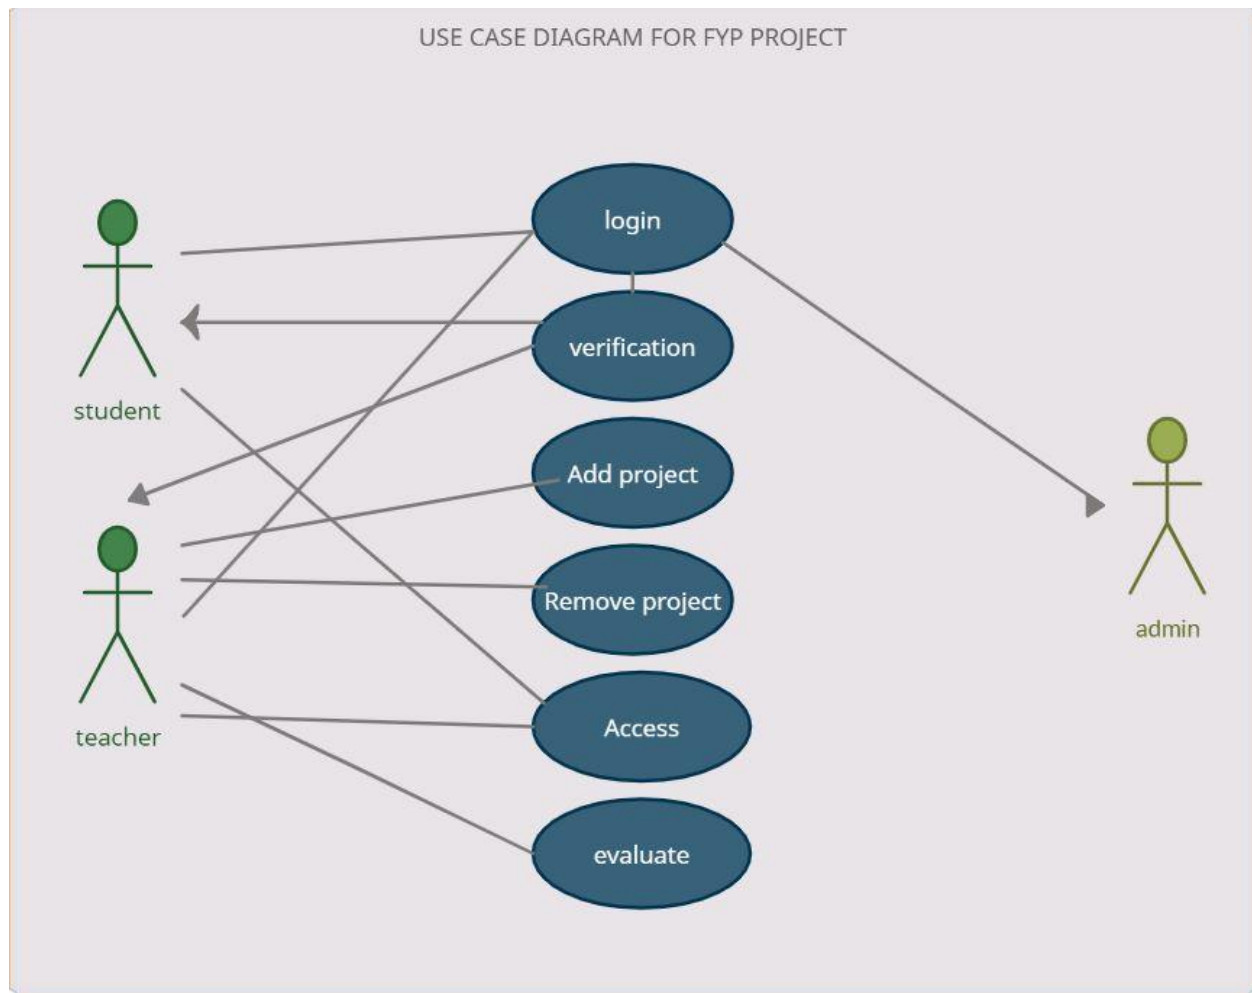 USE CASE DIAGRAM FOR FYP PROJECT
login
verification
student
Add project
Remove project
admin
Access
teacher
evaluate